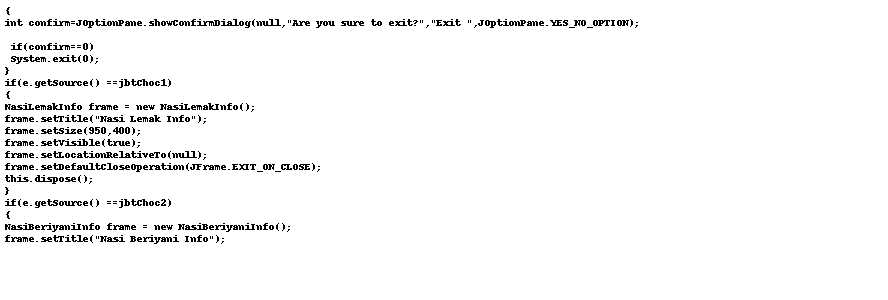 {
int confirm=JOptionPane.showConfirmDialog(null,"Are you sure to exit?","Exit ",JOptionPane.YES_NO_OPTION);
if(confirm==0)
System.exit(0);
}
if(e.getSource() ==jbtChoc1)
{
NasiLemakInfo frame = new NasiLemakInfo();
frame.setTitle("Nasi Lemak Info");
frame.setSize(950,400);
frame.setVisible(true);
frame.setLocationRelativeTo(null);
frame.setDefaultCloseOperation(JFrame.EXIT_ON_CLOSE);
this.dispose();
}
if(e.getSource() ==jbtChoc2)
{
NasiBeriyaniInfo frame = new NasiBeriyaniInfo();
frame.setTitle("Nasi Beriyani Info");